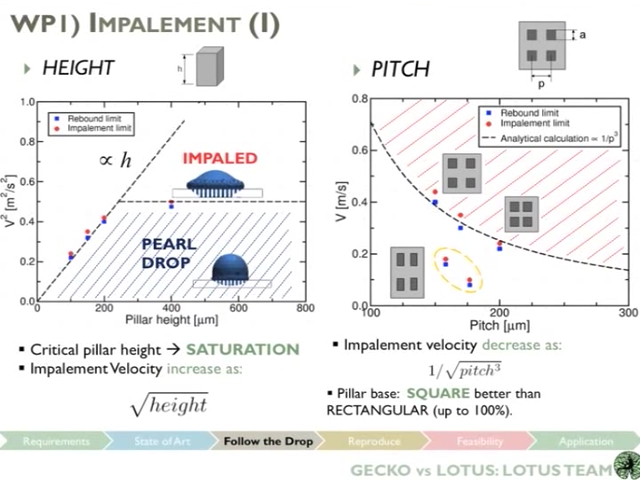 WP1) IMPALEMENT (I)
HEIGHT
h
PITCH
a
p
1.0
0.8
0.6
0.4
0.2
0.0
V² [m²/s²]
Rebound limit
Impalement limit
∝ h
IMPALED
PEARL
DROP
0 200 400 600 800
Pillar height [μm]
0.8
0.6
0.4
0.2
0.0
V [m/s]
Rebound limit
Impalement limit
Analytical calculation ∝ 1/p³
100 200 300
Pitch [μm]
▪ Critical pillar height → SATURATION
▪ Impalement Velocity increase as:
√height
▪ Impalement velocity decrease as:
1/√pitch³
▪ Pillar base: SQUARE better than
RECTANGULAR (up to 100%).
Requirements State of Art Follow the Drop Reproduce Feasibility Application
GECKO vs LOTUS: LOTUS TEAM